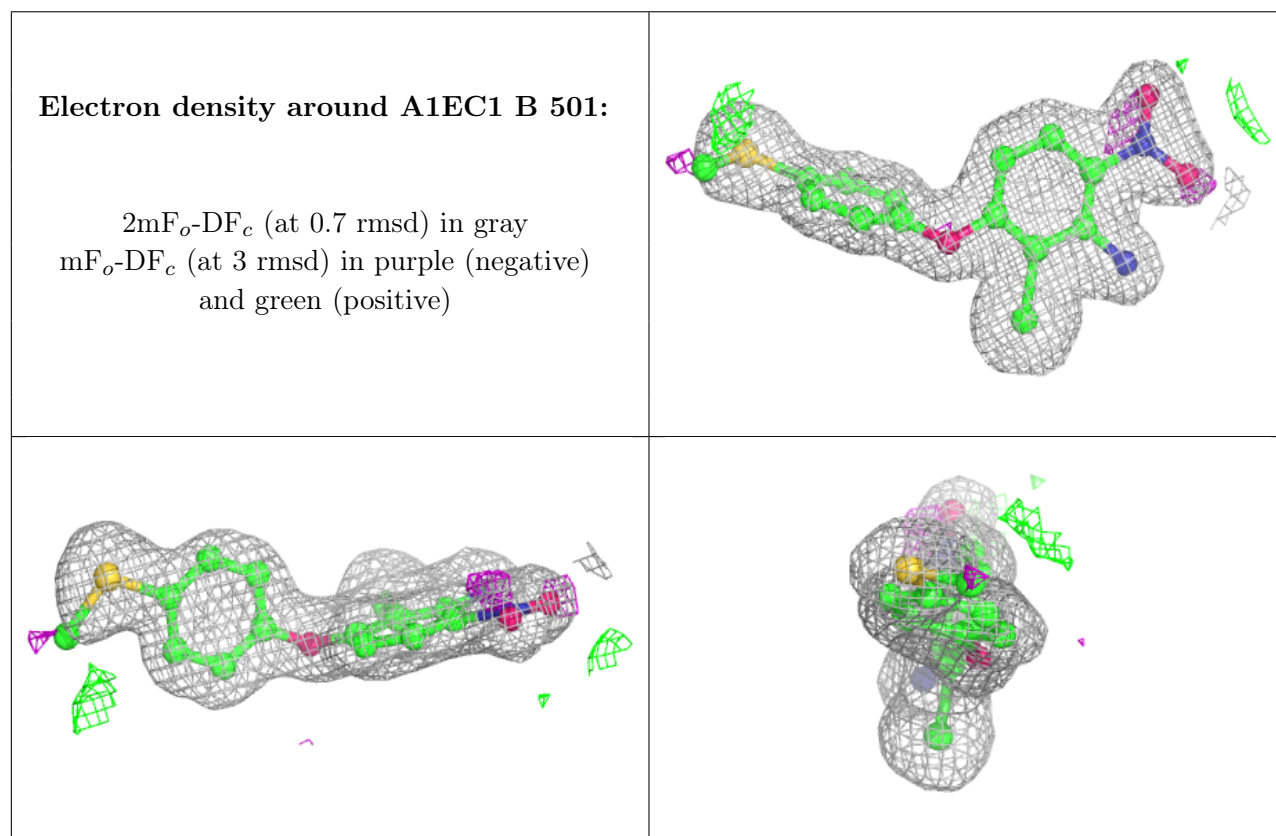 Electron density around A1EC1 B 501:
2mFo-DFc (at 0.7 rmsd) in gray
mFo-DFc (at 3 rmsd) in purple (negative)
and green (positive)